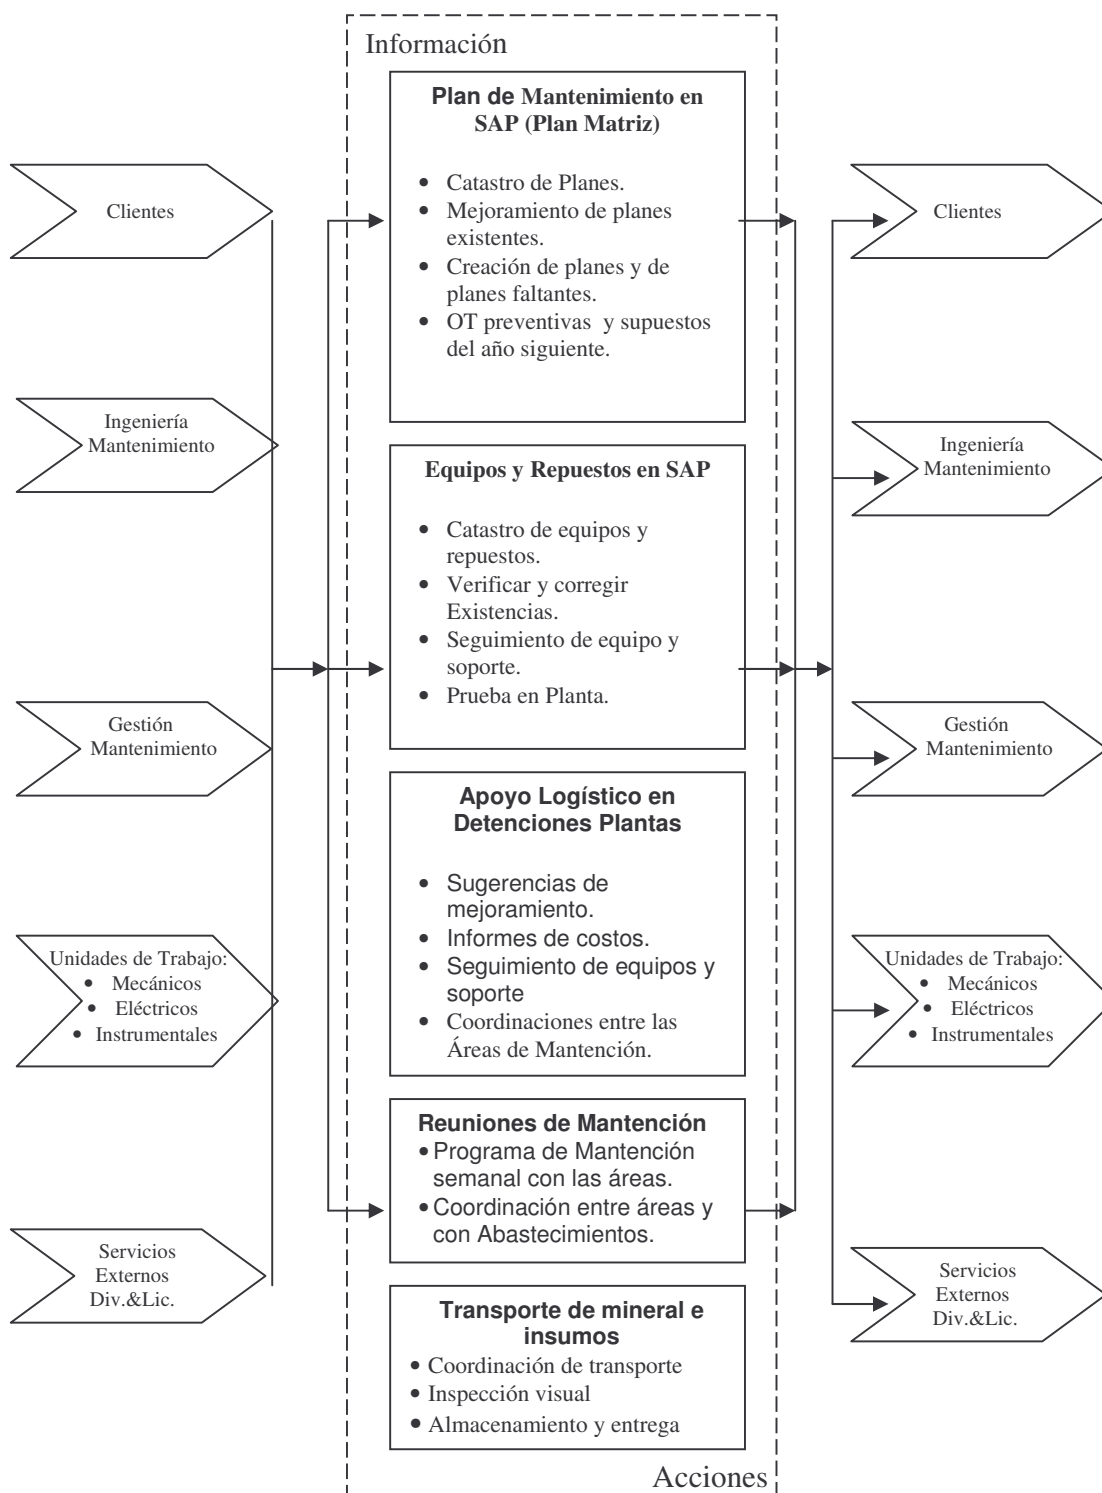 Información
Plan de Mantenimiento en
SAP (Plan Matriz)
• Catastro de Planes.
• Mejoramiento de planes
existentes.
• Creación de planes y de
planes faltantes.
• OT preventivas y supuestos
del año siguiente.
Equipos y Repuestos en SAP
• Catastro de equipos y
repuestos.
• Verificar y corregir
Existencias.
• Seguimiento de equipo y
soporte.
• Prueba en Planta.
Apoyo Logístico en
Detenciones Plantas
• Sugerencias de
mejoramiento.
• Informes de costos.
• Seguimiento de equipos y
soporte
• Coordinaciones entre las
Áreas de Mantención.
Reuniones de Mantención
• Programa de Mantención
semanal con las áreas.
• Coordinación entre áreas y
con Abastecimientos.
Transporte de mineral e
insumos
• Coordinación de transporte
• Inspección visual
• Almacenamiento y entrega
Acciones
Clientes
Ingeniería
Mantenimiento
Gestión
Mantenimiento
Unidades de Trabajo:
• Mecánicos
• Eléctricos
• Instrumentales
Servicios
Externos
Div.&Lic.
Clientes
Ingeniería
Mantenimiento
Gestión
Mantenimiento
Unidades de Trabajo:
• Mecánicos
• Eléctricos
• Instrumentales
Servicios
Externos
Div.&Lic.